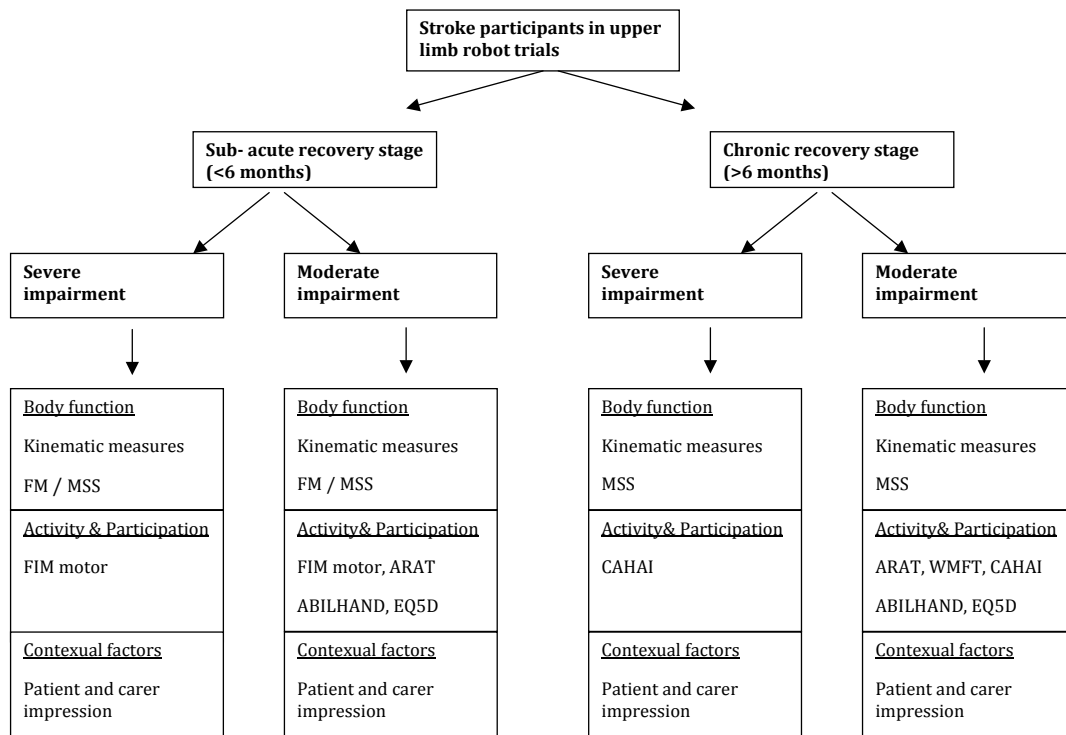 Stroke participants in upper
limb robot trials
Sub- acute recovery stage
(<6 months)
Chronic recovery stage
(>6 months)
Severe
impairment
Moderate
impairment
Severe
impairment
Moderate
impairment
Body function
Kinematic measures
FM / MSS
Activity & Participation
FIM motor
Contexual factors
Patient and carer
impression
Body function
Kinematic measures
FM / MSS
Activity& Participation
FIM motor, ARAT
ABILHAND, EQ5D
Contexual factors
Patient and carer
impression
Body function
Kinematic measures
MSS
Activity& Participation
CAHAI
Contexual factors
Patient and carer
impression
Body function
Kinematic measures
MSS
Activity& Participation
ARAT, WMFT, CAHAI
ABILHAND, EQ5D
Contexual factors
Patient and carer
impression